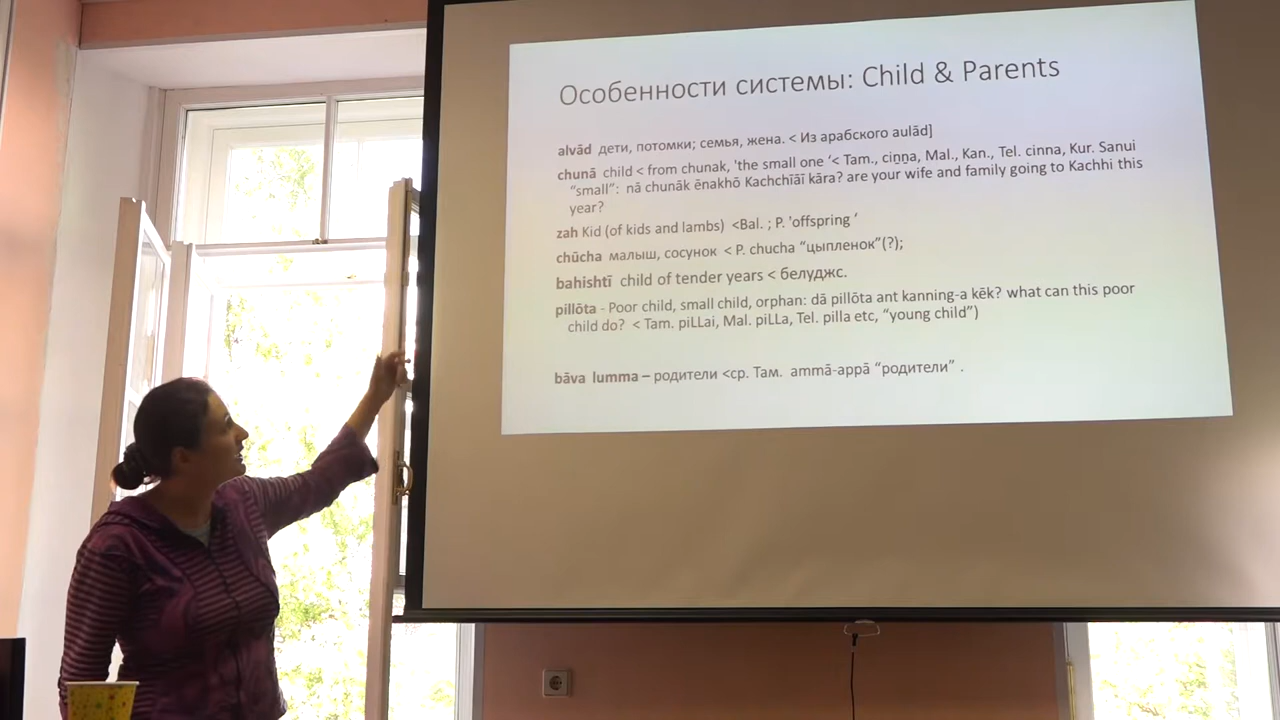 Особенности системы: Child & Parents
alvād дети, потомки; семья, жена. < Из арабского aulād]
chunā child < from chunak, 'the small one ‘< Tam., ciṉṉa, Mal., Kan., Tel. cinna, Kur. Sanui
“small”: nā chunāk ēnakhō Kachchīāī kāra? are your wife and family going to Kachhi this
year?
zah Kid (of kids and lambs) <Bal. ; P. 'offspring ‘
chūcha малыш, сосунок < P. chucha “цыпленок”(?);
bahishtī child of tender years < белуджс.
pillōta - Poor child, small child, orphan: dā pillōta ant kanning-a kēk? what can this poor
child do? < Tam. piLLai, Mal. piLLa, Tel. pilla etc, “young child”)
bāva lumma – родители <ср. Там. ammā-appā “родители” .